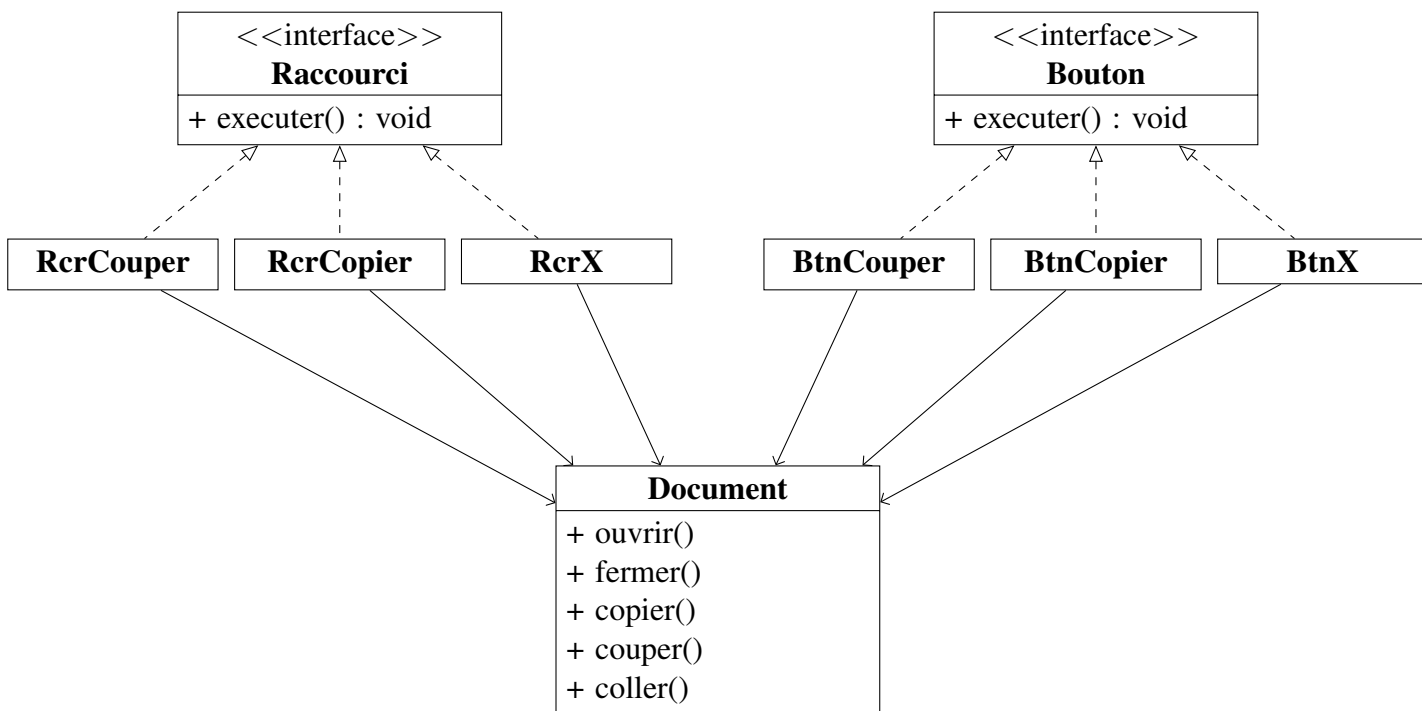 <<interface>>
Raccourci
+ executer() : void
<<interface>>
Bouton
+ executer() : void
RcrCouper
RcrCopier
RcrX
BtnCouper
BtnCopier
BtnX
Document
+ ouvrir()
+ fermer()
+ copier()
+ couper()
+ coller()